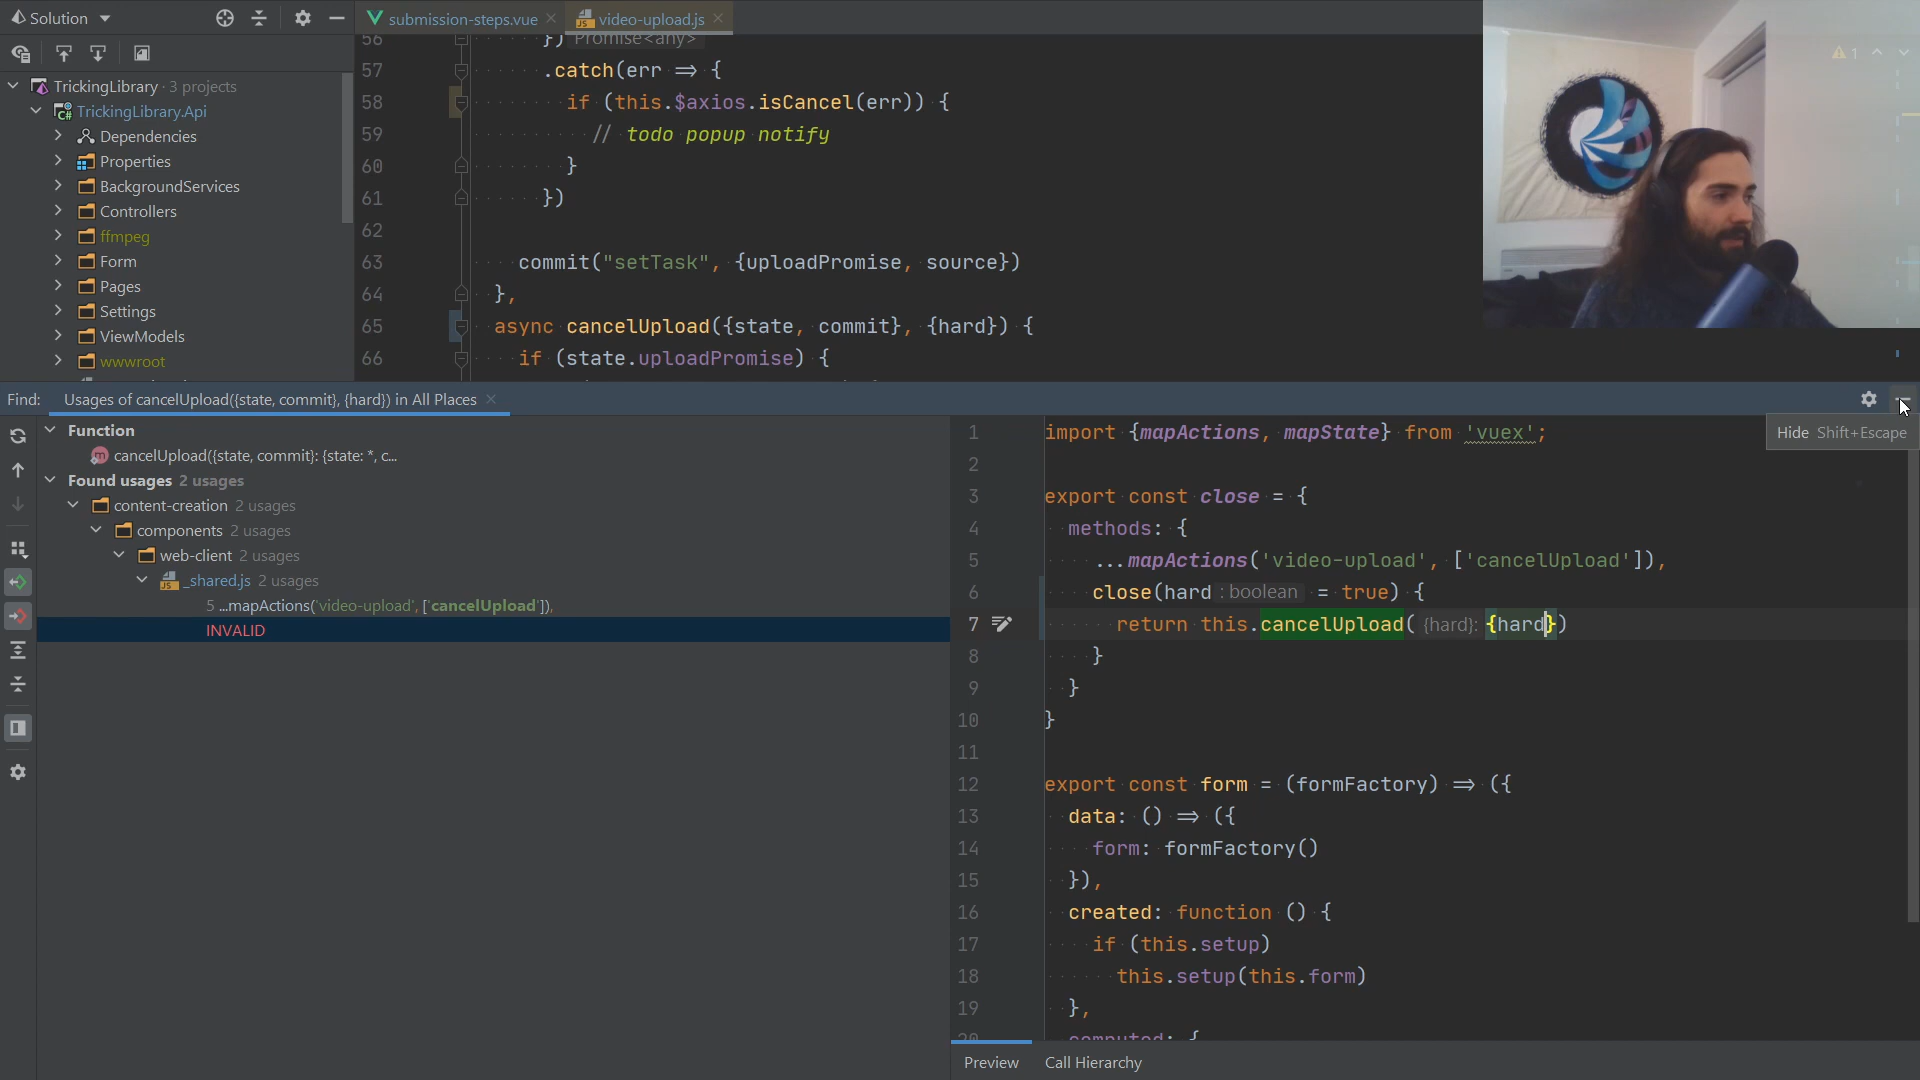 Solution
submission-steps.vue
video-upload.js
TrickingLibrary · 3 projects
TrickingLibrary.Api
Dependencies
Properties
BackgroundServices
Controllers
ffmpeg
Form
Pages
Settings
ViewModels
wwwroot
56 }) Promise<any>
57 .catch(err => {
58 if (this.$axios.isCancel(err)) {
59 // todo popup notify
60 }
61 })
62
63 commit("setTask", {uploadPromise, source})
64 },
65 async cancelUpload({state, commit}, {hard}) {
66 if (state.uploadPromise) {
1
Find: Usages of cancelUpload({state, commit}, {hard}) in All Places
Hide Shift+Escape
Function
cancelUpload({state, commit}: {state: *, c...
Found usages 2 usages
content-creation 2 usages
components 2 usages
web-client 2 usages
_shared.js 2 usages
5 ...mapActions('video-upload', ['cancelUpload']),
INVALID
1 import {mapActions, mapState} from 'vuex';
2
3 export const close = {
4 methods: {
5 ...mapActions('video-upload', ['cancelUpload']),
6 close(hard : boolean = true) {
7 return this.cancelUpload( {hard}: {hard})
8 }
9 }
10 }
11
12 export const form = (formFactory) => ({
13 data: () => ({
14 form: formFactory()
15 }),
16 created: function () {
17 if (this.setup)
18 this.setup(this.form)
19 },
20 computed: {
Preview Call Hierarchy